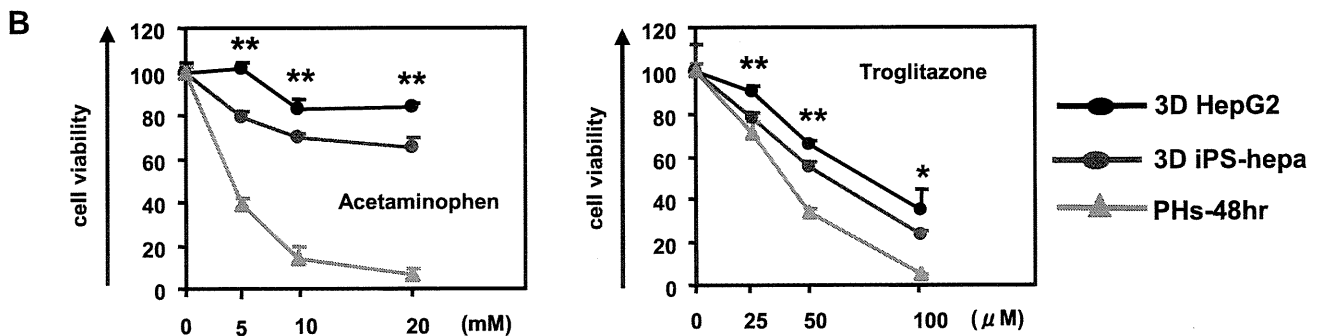 B
120
100
80
60
40
20
0
cell viability
**
**
**
Acetaminophen
0 5 10 20 (mM)
120
100
80
60
40
20
0
cell viability
**
**
*
Troglitazone
0 25 50 100 (μM)
3D HepG2
3D iPS-hepa
PHs-48hr